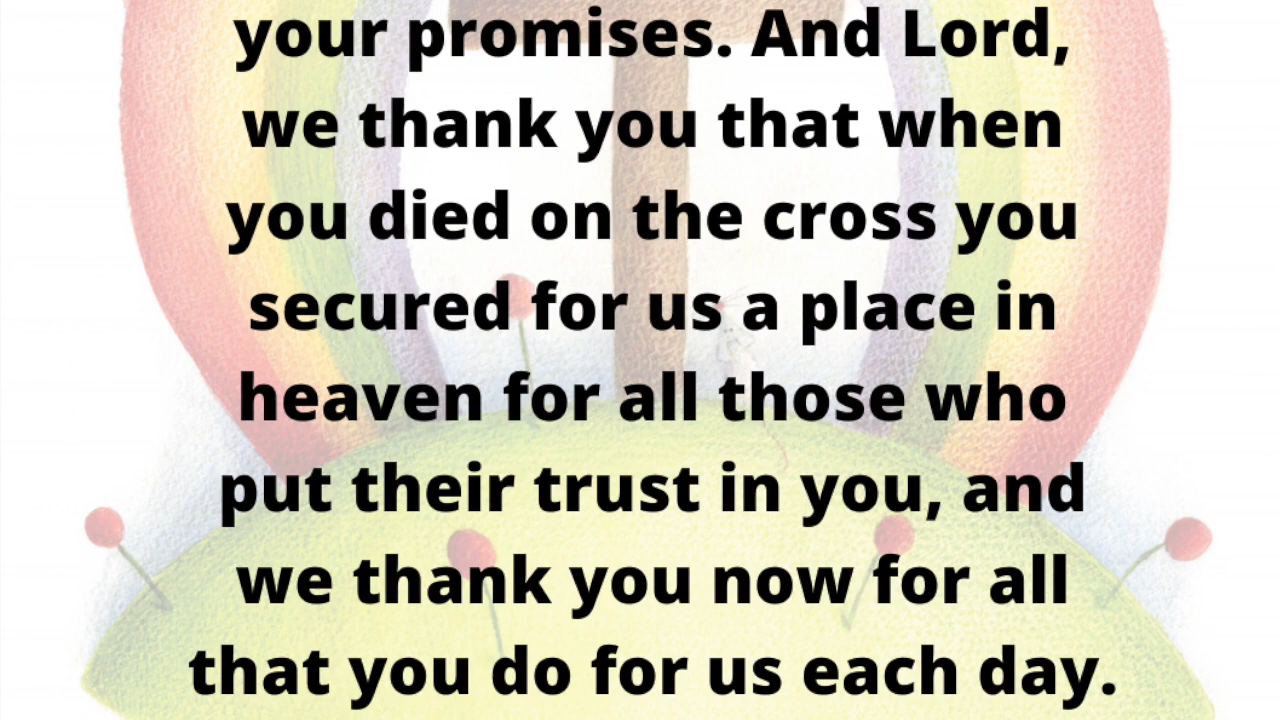 your promises. And Lord,
we thank you that when
you died on the cross you
secured for us a place in
heaven for all those who
put their trust in you, and
we thank you now for all
that you do for us each day.